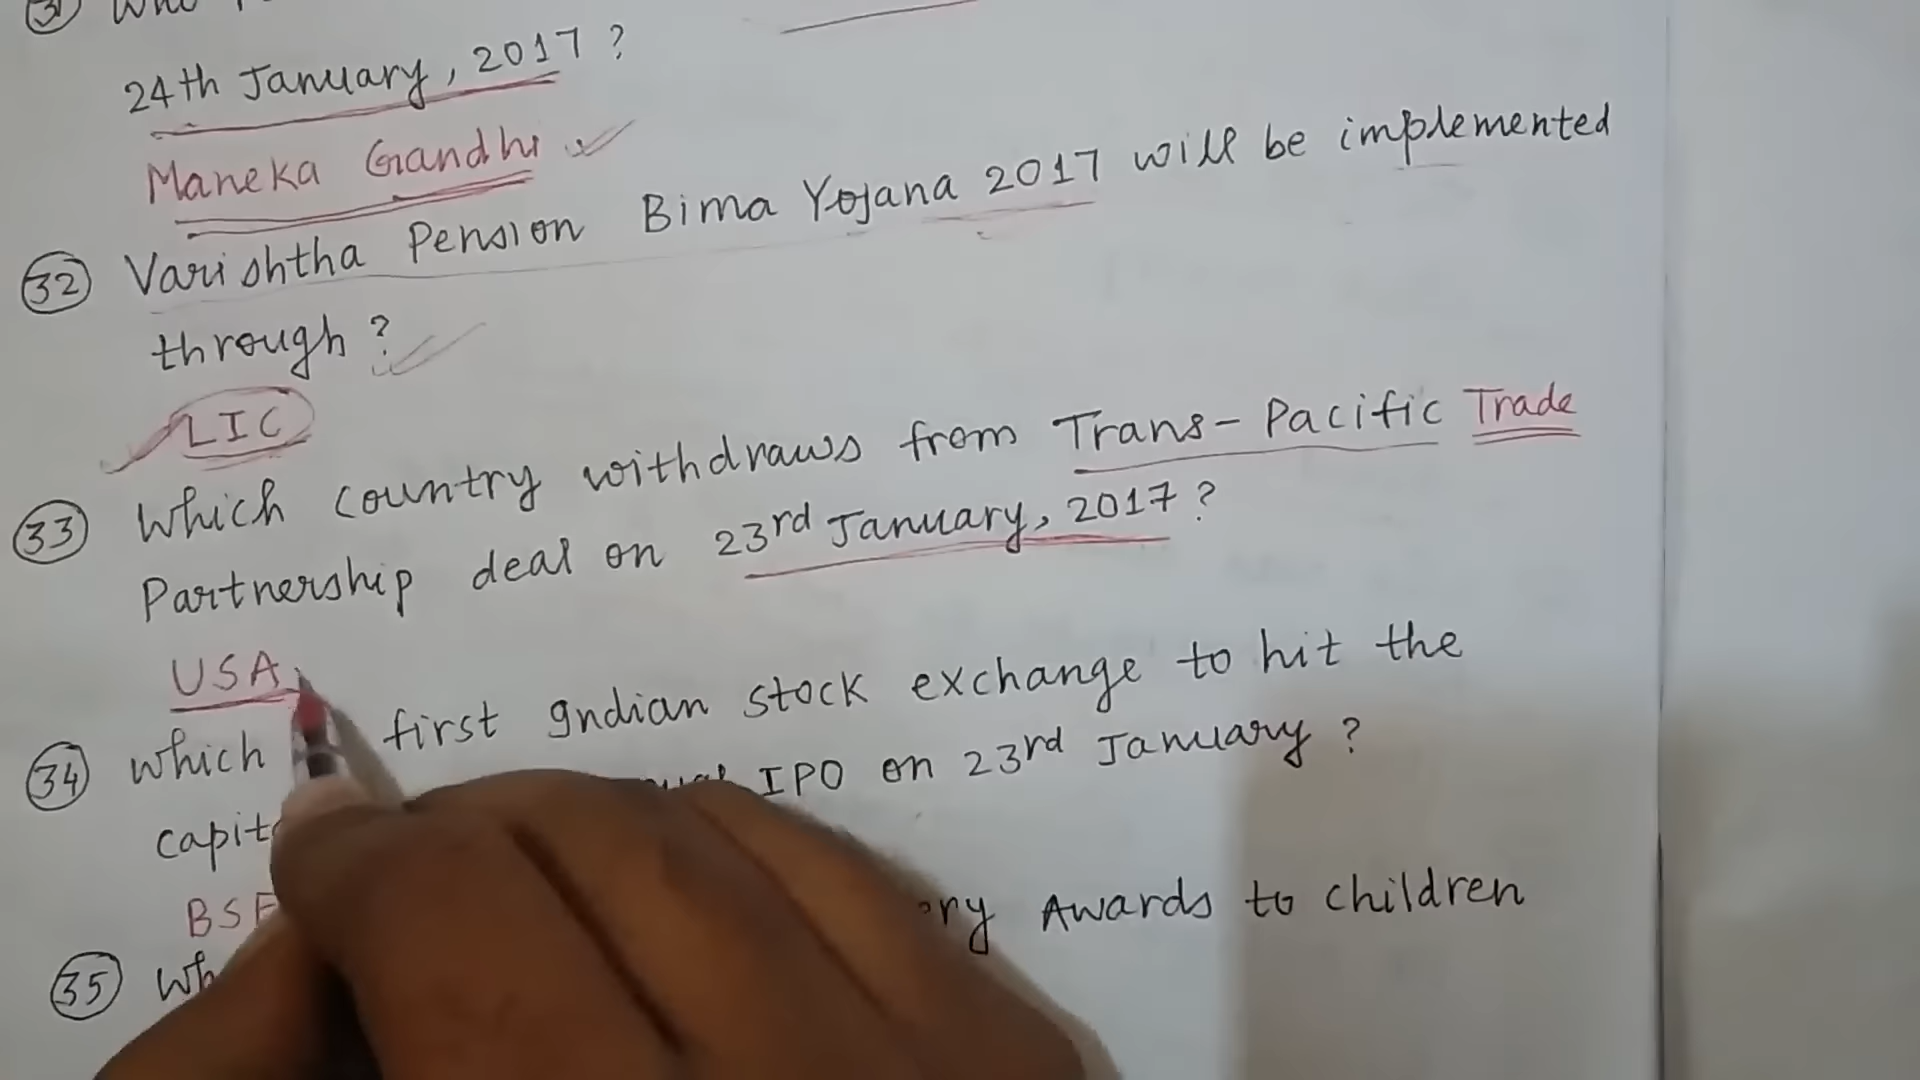 24th January, 2017 ?
Maneka Gandhi
32 Varishtha Pension Bima Yojana 2017 will be implemented
through ?
LIC
33 Which country withdraws from Trans-Pacific Trade
Partnership deal on 23rd January, 2017 ?
USA
34 Which first Indian stock exchange to hit the
IPO on 23rd January ?
Awards to children
35